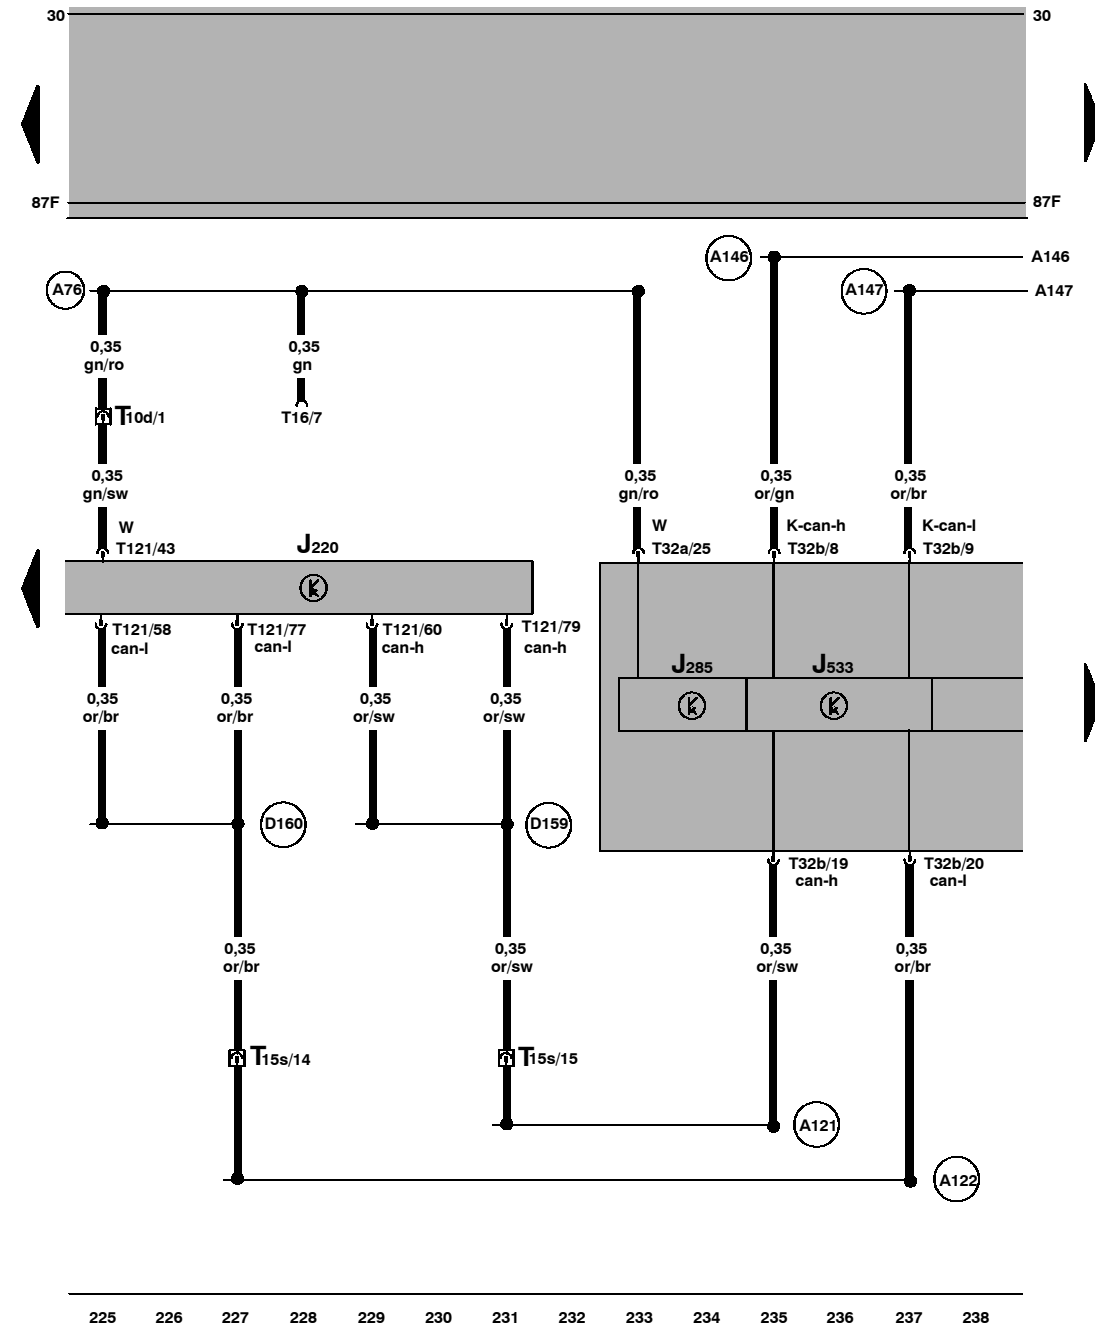 30 30
87F 87F
A146 A146
A76 A147 A147
0,35 0,35
gn/ro gn
T10d/1 T16/7
0,35 0,35 0,35 0,35
gn/sw gn/ro or/gn or/br
W W K-can-h K-can-l
T121/43 J220 T32a/25 T32b/8 T32b/9
T121/58 T121/77 T121/60 T121/79
can-l can-l can-h can-h
J285 J533
0,35 0,35 0,35 0,35
or/br or/br or/sw or/sw
D160 D159
T32b/19 T32b/20
can-h can-l
0,35 0,35 0,35 0,35
or/br or/sw or/sw or/br
T15s/14 T15s/15
A121
A122
225 226 227 228 229 230 231 232 233 234 235 236 237 238